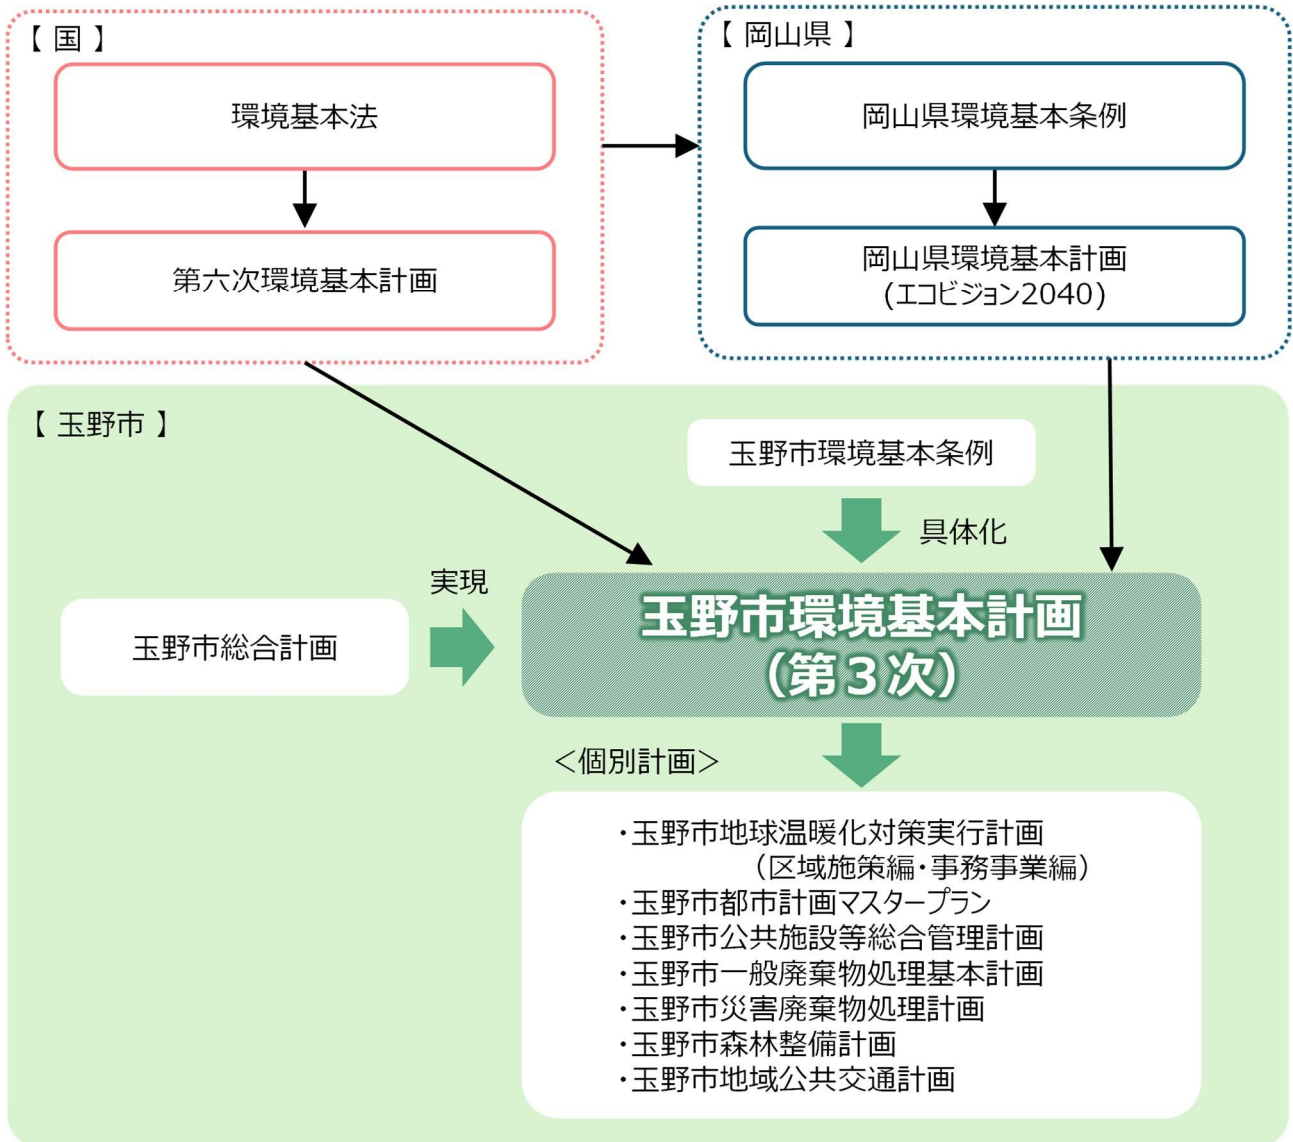 【 国 】
環境基本法
第六次環境基本計画
【 岡山県 】
岡山県環境基本条例
岡山県環境基本計画
(エコビジョン2040)
【 玉野市 】
玉野市環境基本条例
具体化
実現
玉野市総合計画
玉野市環境基本計画
（第３次）
＜個別計画＞
・玉野市地球温暖化対策実行計画
（区域施策編・事務事業編）
・玉野市都市計画マスタープラン
・玉野市公共施設等総合管理計画
・玉野市一般廃棄物処理基本計画
・玉野市災害廃棄物処理計画
・玉野市森林整備計画
・玉野市地域公共交通計画